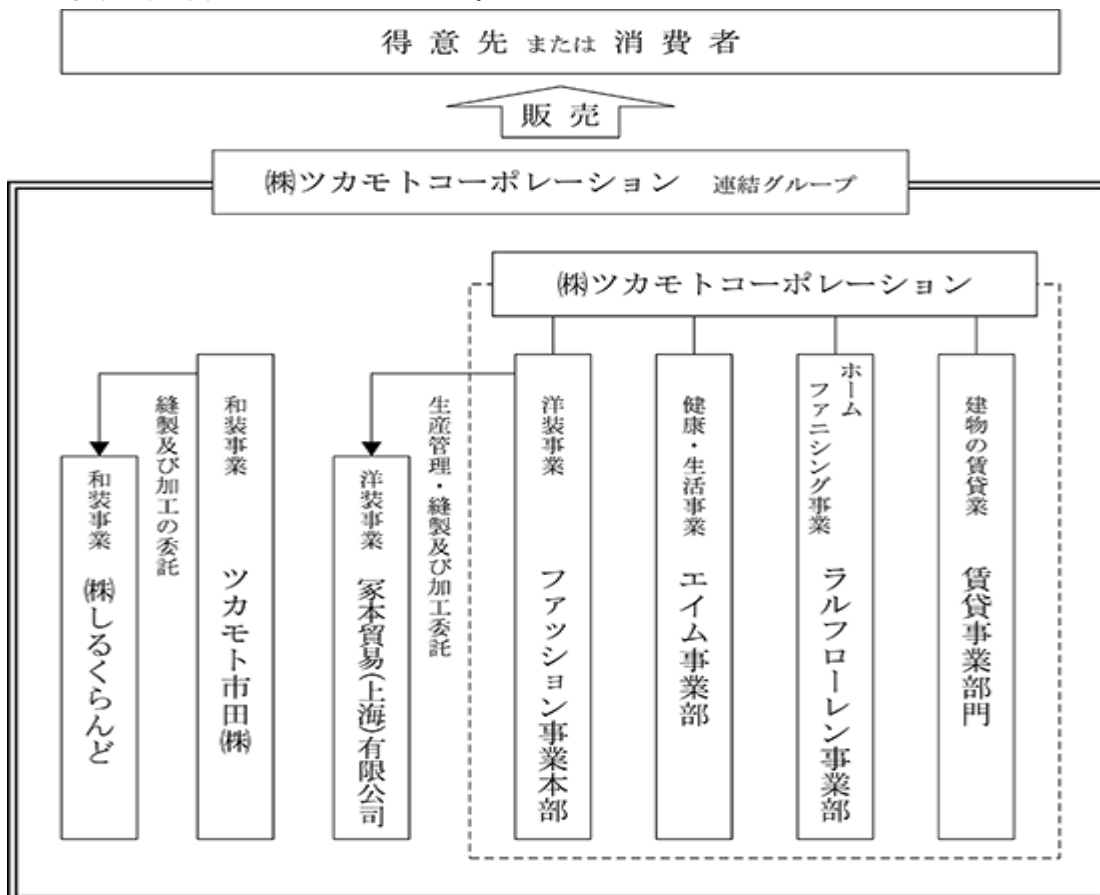 得意先または消費者
販売
㈱ツカモトコーポレーション 連結グループ
㈱ツカモトコーポレーション
和装事業 ㈱しるくらんど
縫製及び加工の委託
和装事業 ツカモト市田㈱
洋装事業 冢本貿易(上海)有限公司
生産管理・縫製及び加工委託
洋装事業 ファッション事業本部
健康・生活事業 エイム事業部
ホーム
ファニシング事業 ラルフローレン事業部
建物の賃貸業 賃貸事業部門